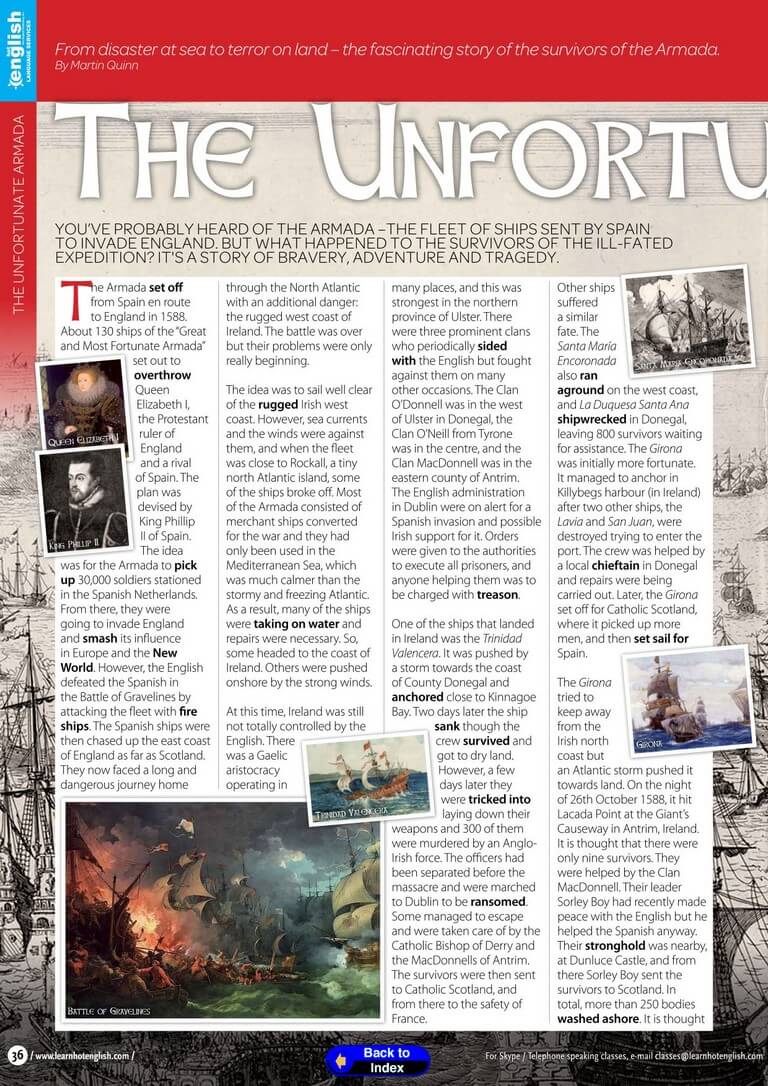 hot english
LANGUAGE SERVICES
THE UNFORTUNATE ARMADA
From disaster at sea to terror on land – the fascinating story of the survivors of the Armada.
By Martin Quinn
THE UNFORTU
YOU'VE PROBABLY HEARD OF THE ARMADA –THE FLEET OF SHIPS SENT BY SPAIN
TO INVADE ENGLAND. BUT WHAT HAPPENED TO THE SURVIVORS OF THE ILL-FATED
EXPEDITION? IT'S A STORY OF BRAVERY, ADVENTURE AND TRAGEDY.
The Armada set off
from Spain en route
to England in 1588.
About 130 ships of the "Great
and Most Fortunate Armada"
set out to
overthrow
Queen
Elizabeth I,
the Protestant
ruler of
England
and a rival
of Spain. The
plan was
devised by
King Phillip
II of Spain.
The idea
was for the Armada to pick
up 30,000 soldiers stationed
in the Spanish Netherlands.
From there, they were
going to invade England
and smash its influence
in Europe and the New
World. However, the English
defeated the Spanish in
the Battle of Gravelines by
attacking the fleet with fire
ships. The Spanish ships were
then chased up the east coast
of England as far as Scotland.
They now faced a long and
dangerous journey home
QUEEN ELIZABETH I
KING PHILLIP II
through the North Atlantic
with an additional danger:
the rugged west coast of
Ireland. The battle was over
but their problems were only
really beginning.
The idea was to sail well clear
of the rugged Irish west
coast. However, sea currents
and the winds were against
them, and when the fleet
was close to Rockall, a tiny
north Atlantic island, some
of the ships broke off. Most
of the Armada consisted of
merchant ships converted
for the war and they had
only been used in the
Mediterranean Sea, which
was much calmer than the
stormy and freezing Atlantic.
As a result, many of the ships
were taking on water and
repairs were necessary. So,
some headed to the coast of
Ireland. Others were pushed
onshore by the strong winds.
At this time, Ireland was still
not totally controlled by the
English. There
was a Gaelic
aristocracy
operating in
TRINIDAD VALENCERA
BATTLE OF GRAVELINES
many places, and this was
strongest in the northern
province of Ulster. There
were three prominent clans
who periodically sided
with the English but fought
against them on many
other occasions. The Clan
O'Donnell was in the west
of Ulster in Donegal, the
Clan O'Neill from Tyrone
was in the centre, and the
Clan MacDonnell was in the
eastern county of Antrim.
The English administration
in Dublin were on alert for a
Spanish invasion and possible
Irish support for it. Orders
were given to the authorities
to execute all prisoners, and
anyone helping them was to
be charged with treason.
One of the ships that landed
in Ireland was the Trinidad
Valencera. It was pushed by
a storm towards the coast
of County Donegal and
anchored close to Kinnagoe
Bay. Two days later the ship
sank though the
crew survived and
got to dry land.
However, a few
days later they
were tricked into
laying down their
weapons and 300 of them
were murdered by an Anglo-
Irish force. The officers had
been separated before the
massacre and were marched
to Dublin to be ransomed.
Some managed to escape
and were taken care of by the
Catholic Bishop of Derry and
the MacDonnells of Antrim.
The survivors were then sent
to Catholic Scotland, and
from there to the safety of
France.
Other ships
suffered
a similar
fate. The
Santa María
Encoronada
also ran
aground on the west coast,
and La Duquesa Santa Ana
shipwrecked in Donegal,
leaving 800 survivors waiting
for assistance. The Girona
was initially more fortunate.
It managed to anchor in
Killybegs harbour (in Ireland)
after two other ships, the
Lavia and San Juan, were
destroyed trying to enter the
port. The crew was helped by
a local chieftain in Donegal
and repairs were being
carried out. Later, the Girona
set off for Catholic Scotland,
where it picked up more
men, and then set sail for
Spain.
SANTA MARIA ENCORONATA
The Girona
tried to
keep away
from the
Irish north
coast but
an Atlantic storm pushed it
towards land. On the night
of 26th October 1588, it hit
Lacada Point at the Giant's
Causeway in Antrim, Ireland.
It is thought that there were
only nine survivors. They
were helped by the Clan
MacDonnell. Their leader
Sorley Boy had recently made
peace with the English but he
helped the Spanish anyway.
Their stronghold was nearby,
at Dunluce Castle, and from
there Sorley Boy sent the
survivors to Scotland. In
total, more than 250 bodies
washed ashore. It is thought
GIRONA
36 / www.learnhotenglish.com /
Back to
Index
For Skype / Telephone speaking classes, e-mail classes@learnhotenglish.com